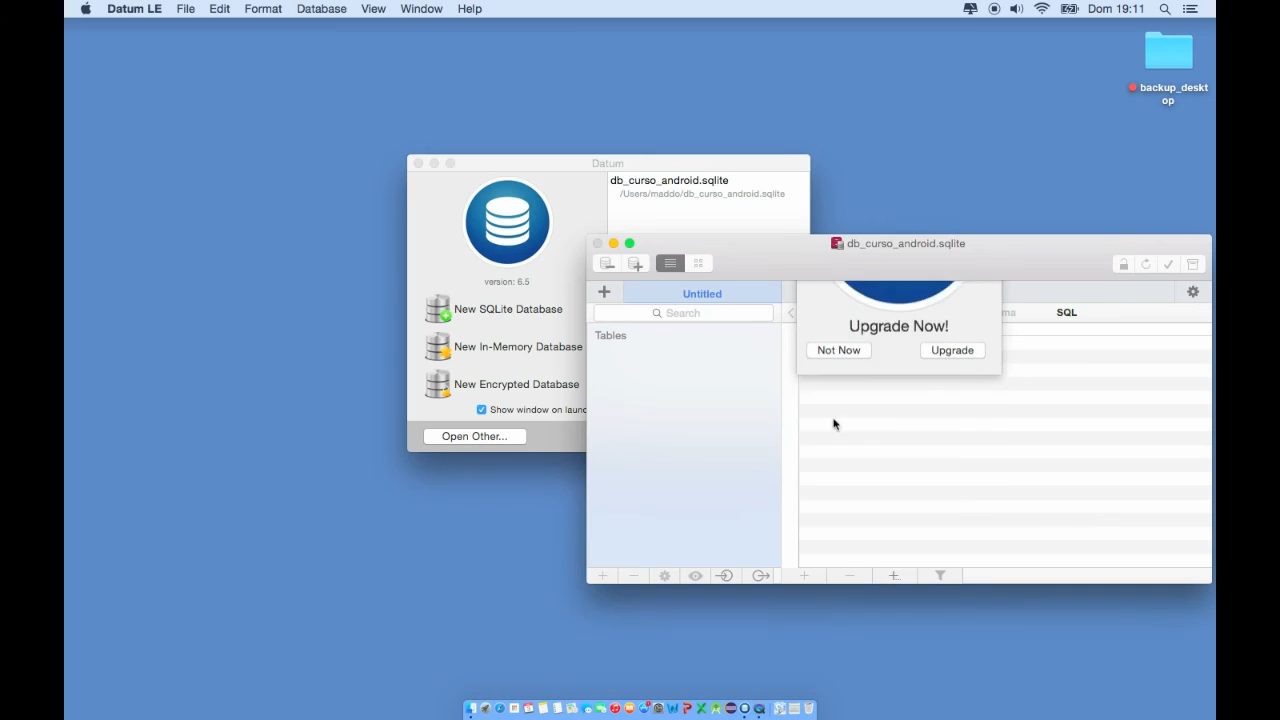 Datum LE File Edit Format Database View Window Help
Dom 19:11
backup_deskt
op
Datum
db_curso_android.sqlite
/Users/maddo/db_curso_android.sqlite
version: 6.5
New SQLite Database
New In-Memory Database
New Encrypted Database
Show window on laun
Open Other...
db_curso_android.sqlite
Untitled
Search
Tables
ma
SQL
Upgrade Now!
Not Now
Upgrade